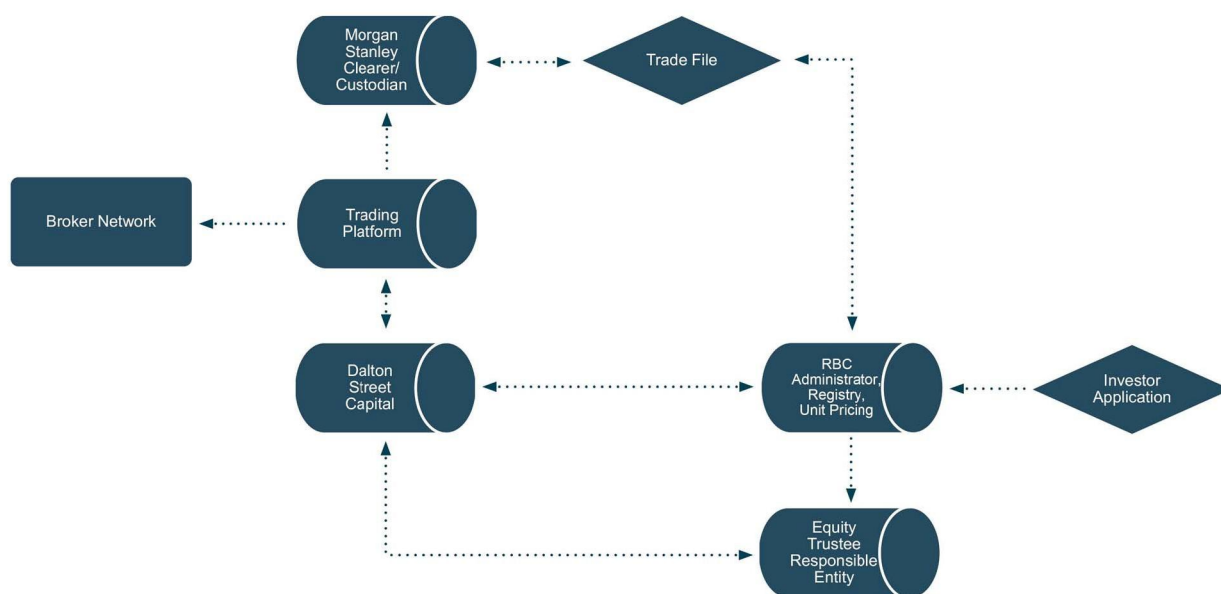 Morgan
Stanley
Clearer/
Custodian
Trade File
Broker Network
Trading
Platform
Dalton
Street
Capital
RBC
Administrator,
Registry,
Unit Pricing
Investor
Application
Equity
Trustee
Responsible
Entity